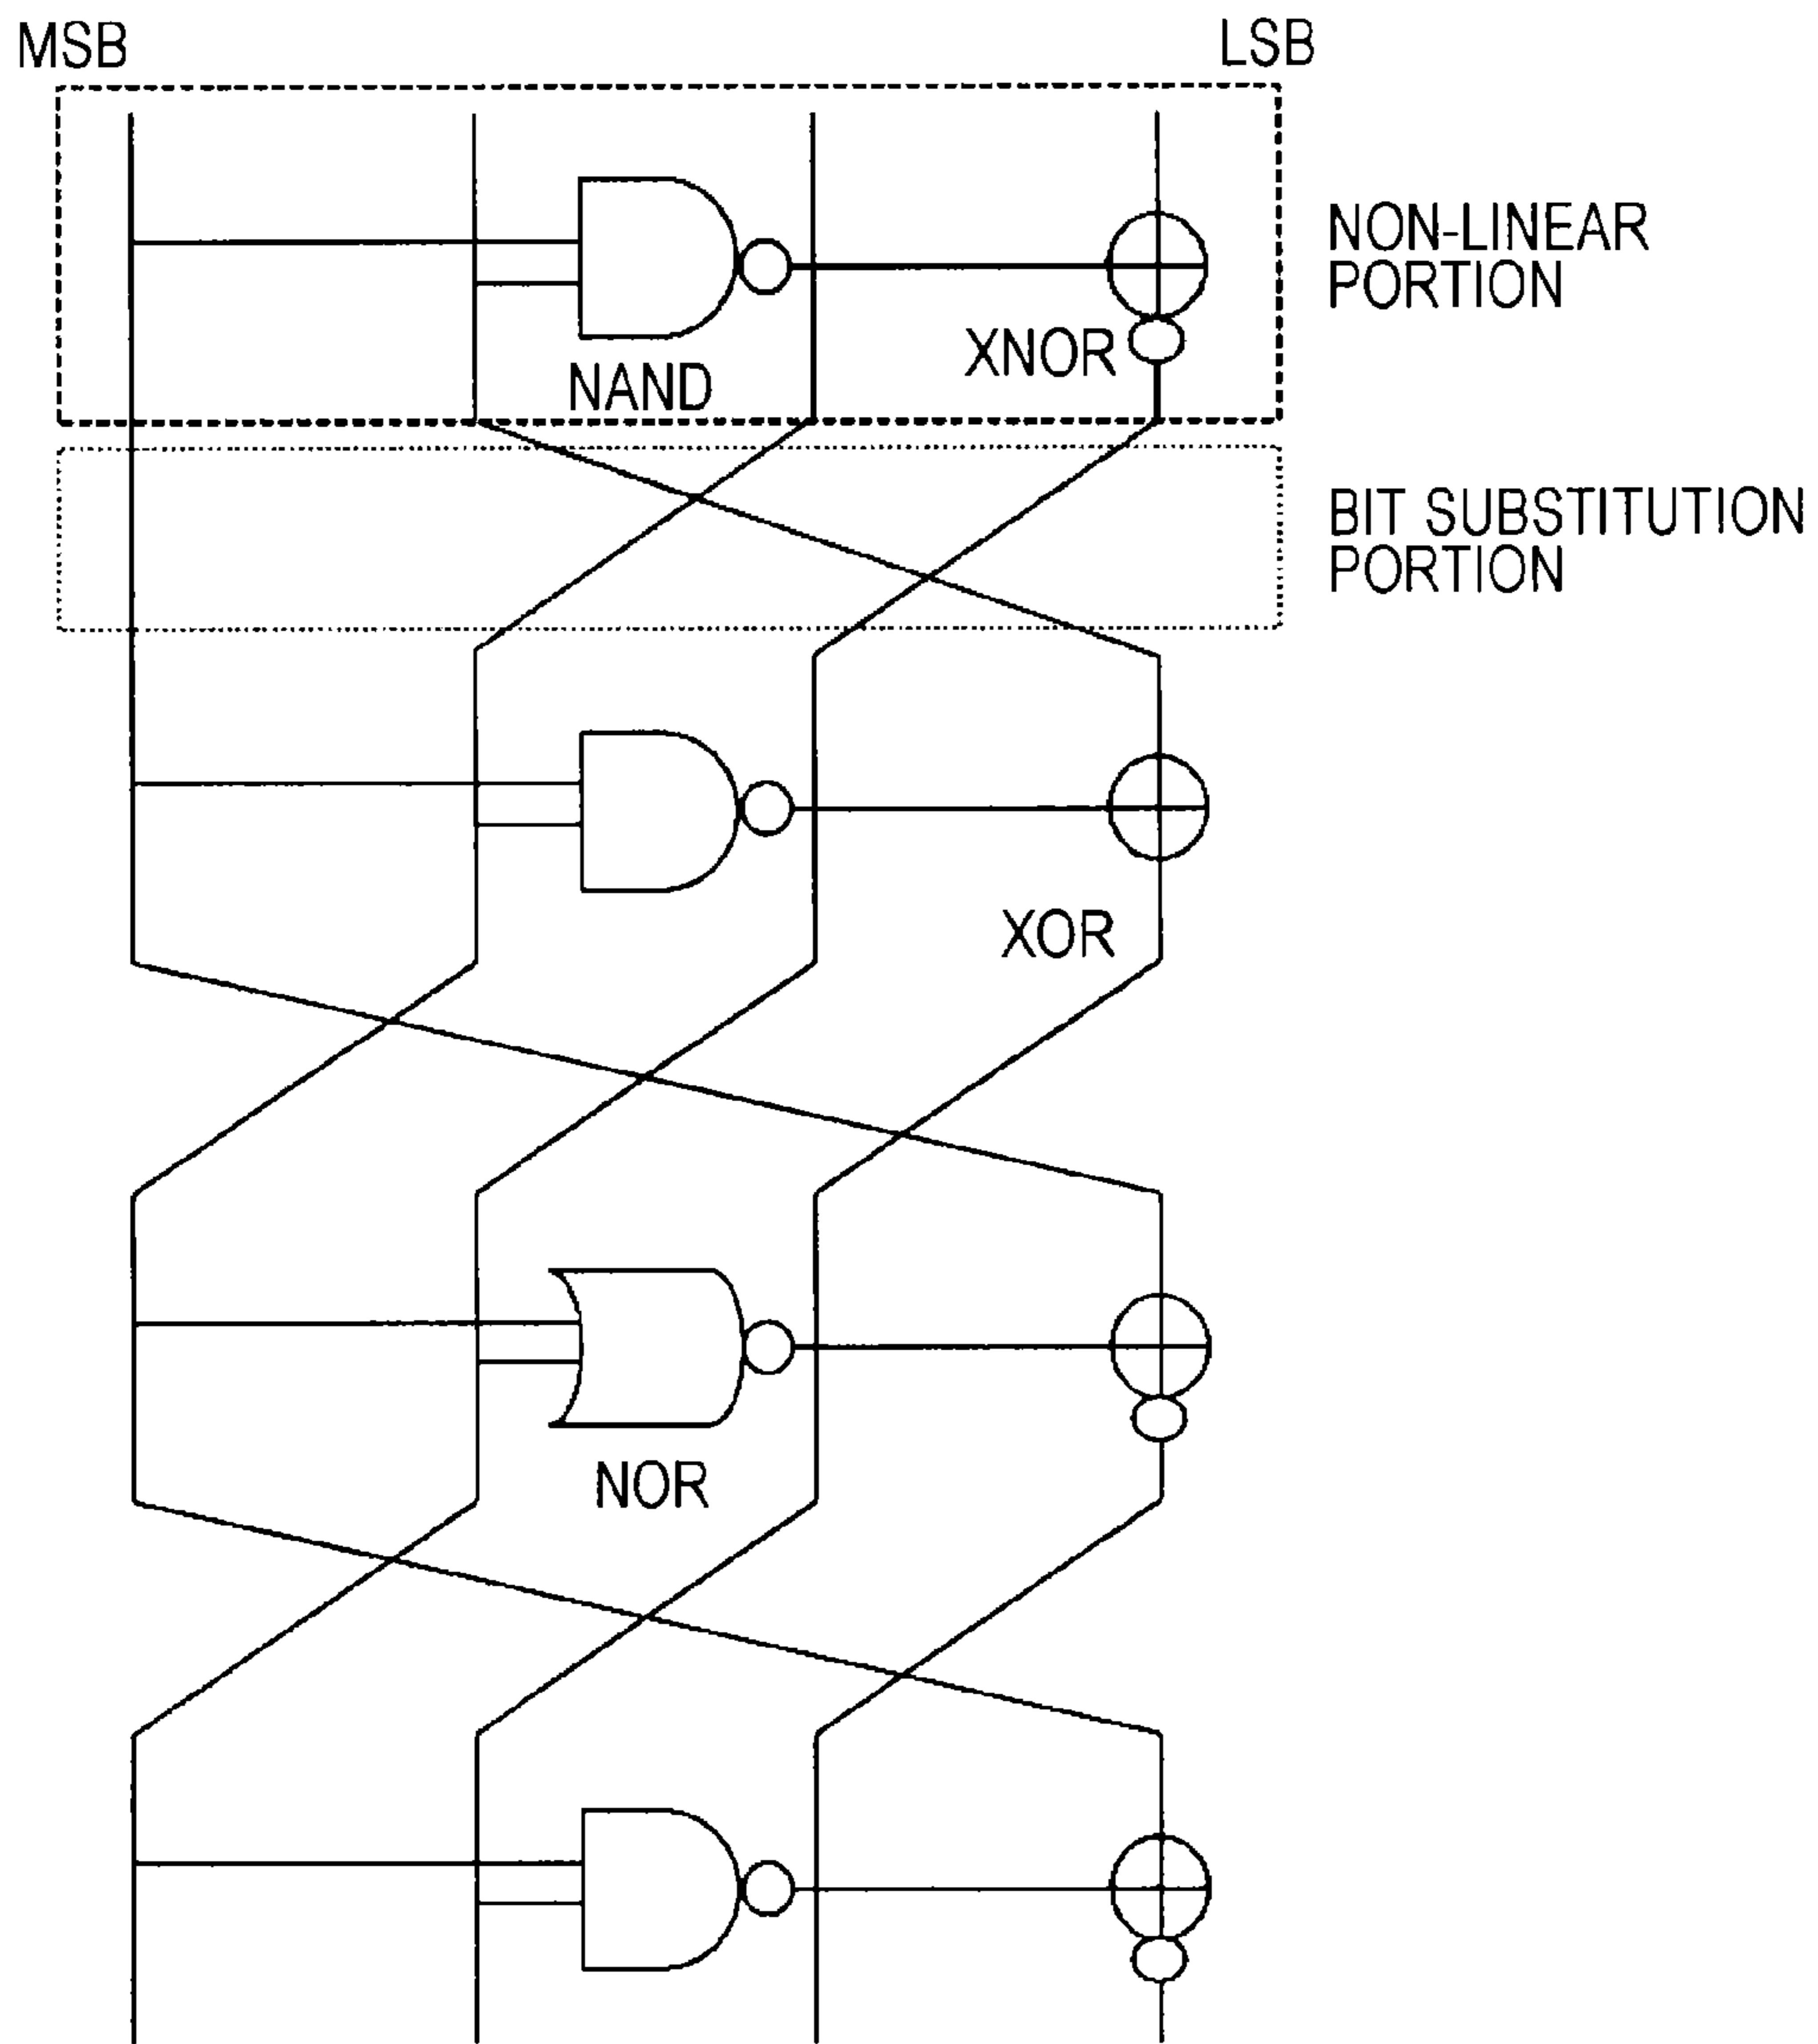 MSB
LSB
NON-LINEAR
PORTION
XNOR
NAND
BIT SUBSTITUTION
PORTION
XOR
NOR